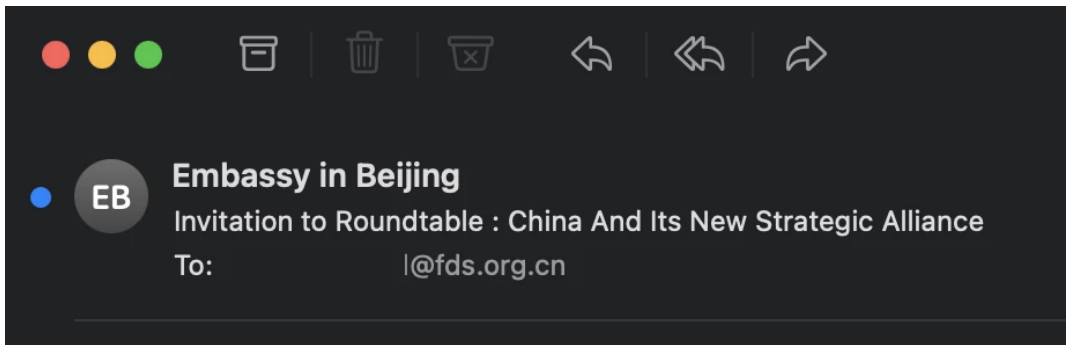 EB
Embassy in Beijing
Invitation to Roundtable : China And Its New Strategic Alliance
To: l@fds.org.cn